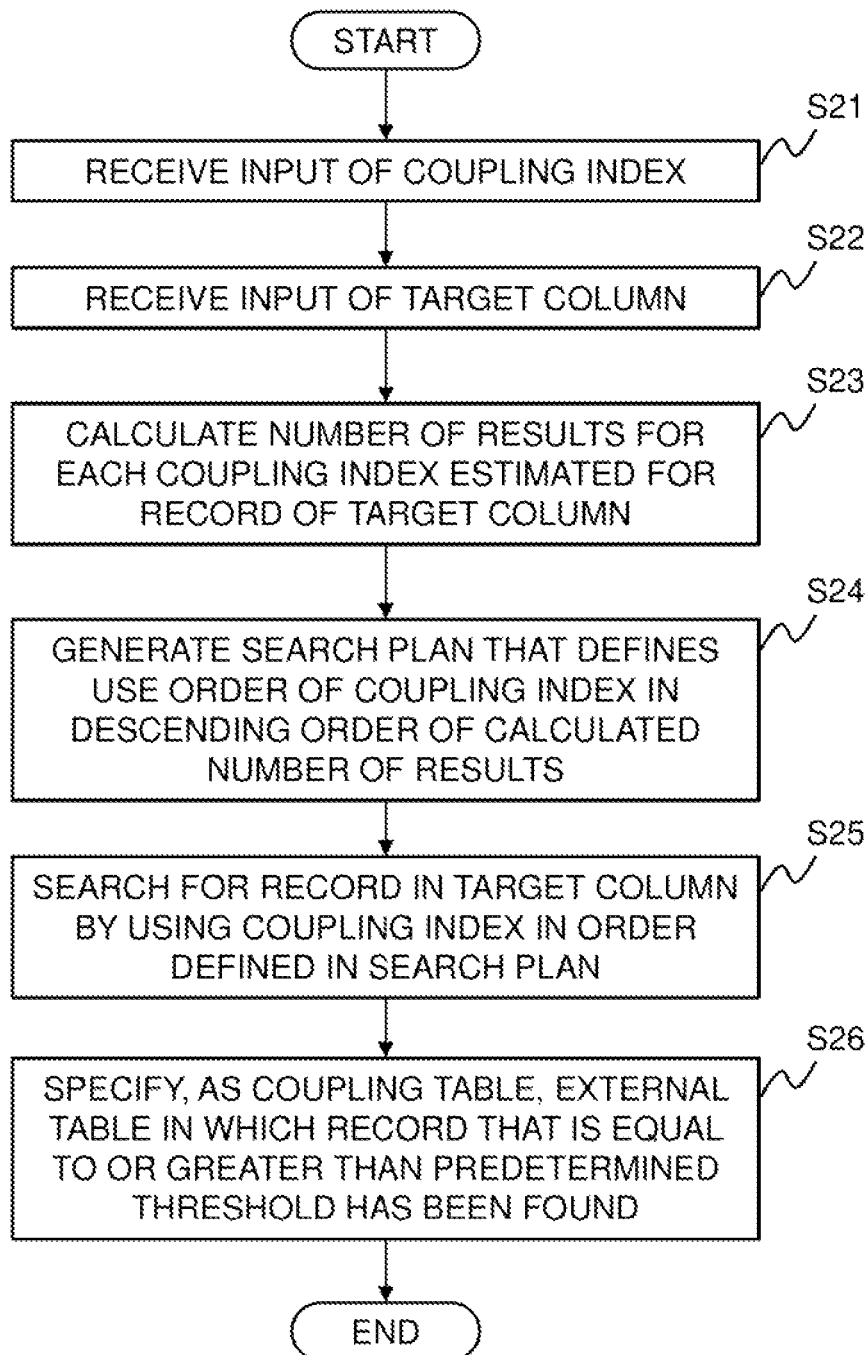 START
S21
RECEIVE INPUT OF COUPLING INDEX
S22
RECEIVE INPUT OF TARGET COLUMN
S23
CALCULATE NUMBER OF RESULTS FOR
EACH COUPLING INDEX ESTIMATED FOR
RECORD OF TARGET COLUMN
S24
GENERATE SEARCH PLAN THAT DEFINES
USE ORDER OF COUPLING INDEX IN
DESCENDING ORDER OF CALCULATED
NUMBER OF RESULTS
S25
SEARCH FOR RECORD IN TARGET COLUMN
BY USING COUPLING INDEX IN ORDER
DEFINED IN SEARCH PLAN
S26
SPECIFY, AS COUPLING TABLE, EXTERNAL
TABLE IN WHICH RECORD THAT IS EQUAL
TO OR GREATER THAN PREDETERMINED
THRESHOLD HAS BEEN FOUND
END